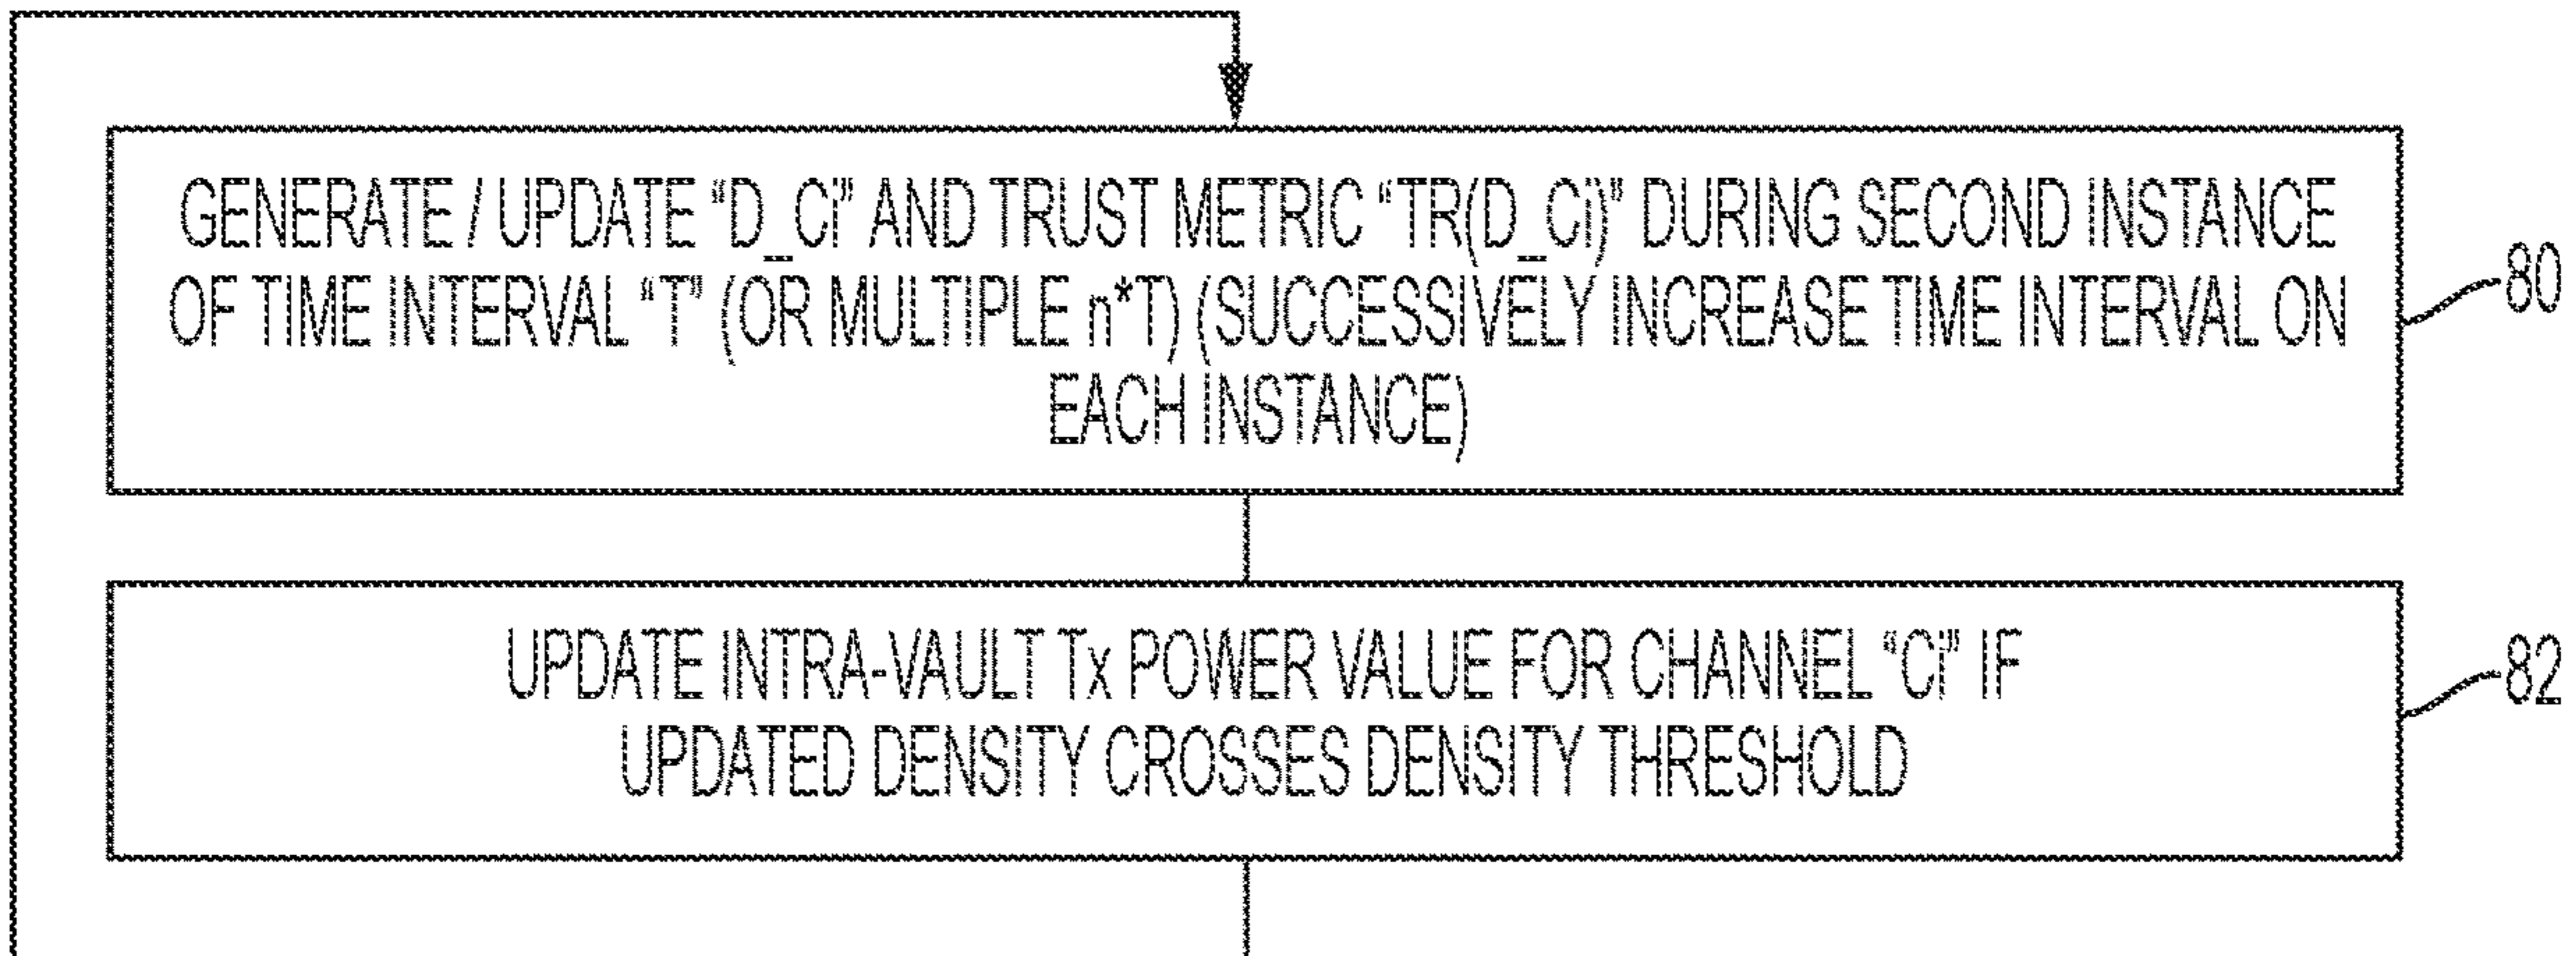 GENERATE / UPDATE “D_Ci” AND TRUST METRIC “TR(D_Ci)” DURING SECOND INSTANCE
OF TIME INTERVAL “T” (OR MULTIPLE n*T) (SUCCESSIVELY INCREASE TIME INTERVAL ON
EACH INSTANCE)
80
UPDATE INTRA-VAULT Tx POWER VALUE FOR CHANNEL “Ci” IF
UPDATED DENSITY CROSSES DENSITY THRESHOLD
82